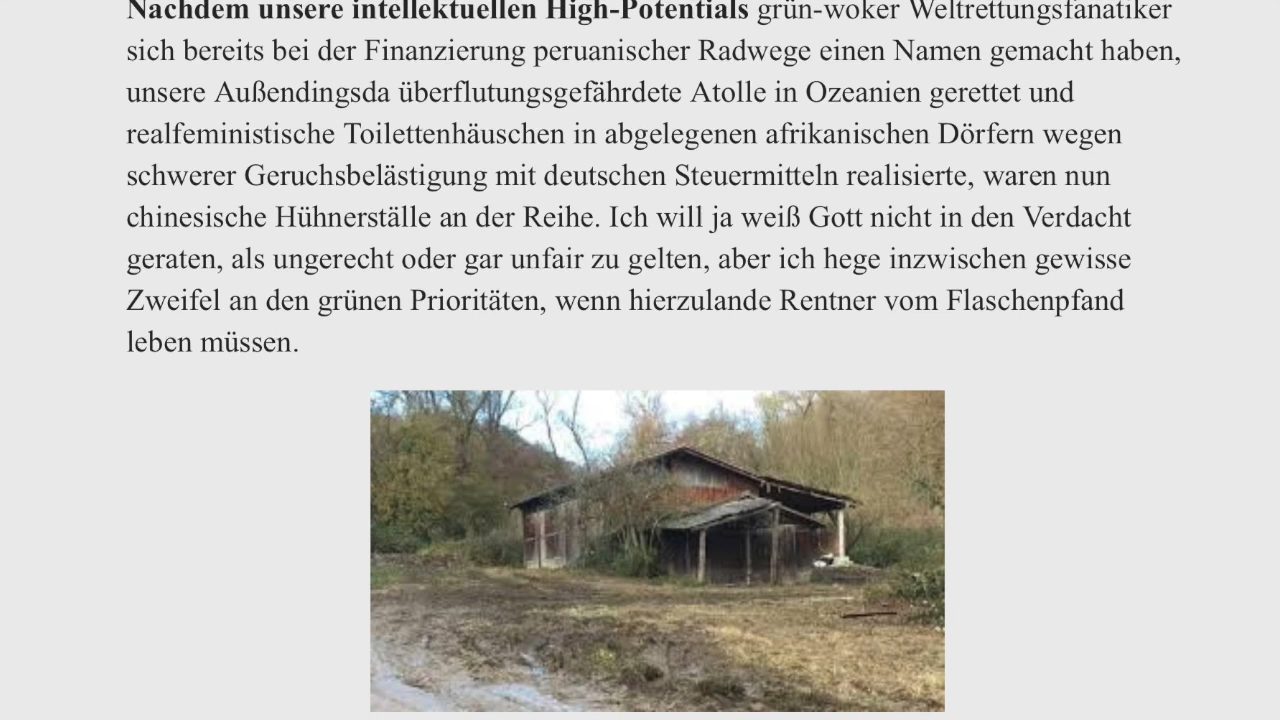 Nachdem unsere intellektuellen High-Potentials grün-woker Weltrettungsfanatiker
sich bereits bei der Finanzierung peruanischer Radwege einen Namen gemacht haben,
unsere Außendingsda überflutungsgefährdete Atolle in Ozeanien gerettet und
realfeministische Toilettenhäuschen in abgelegenen afrikanischen Dörfern wegen
schwerer Geruchsbelästigung mit deutschen Steuermitteln realisierte, waren nun
chinesische Hühnerställe an der Reihe. Ich will ja weiß Gott nicht in den Verdacht
geraten, als ungerecht oder gar unfair zu gelten, aber ich hege inzwischen gewisse
Zweifel an den grünen Prioritäten, wenn hierzulande Rentner vom Flaschenpfand
leben müssen.